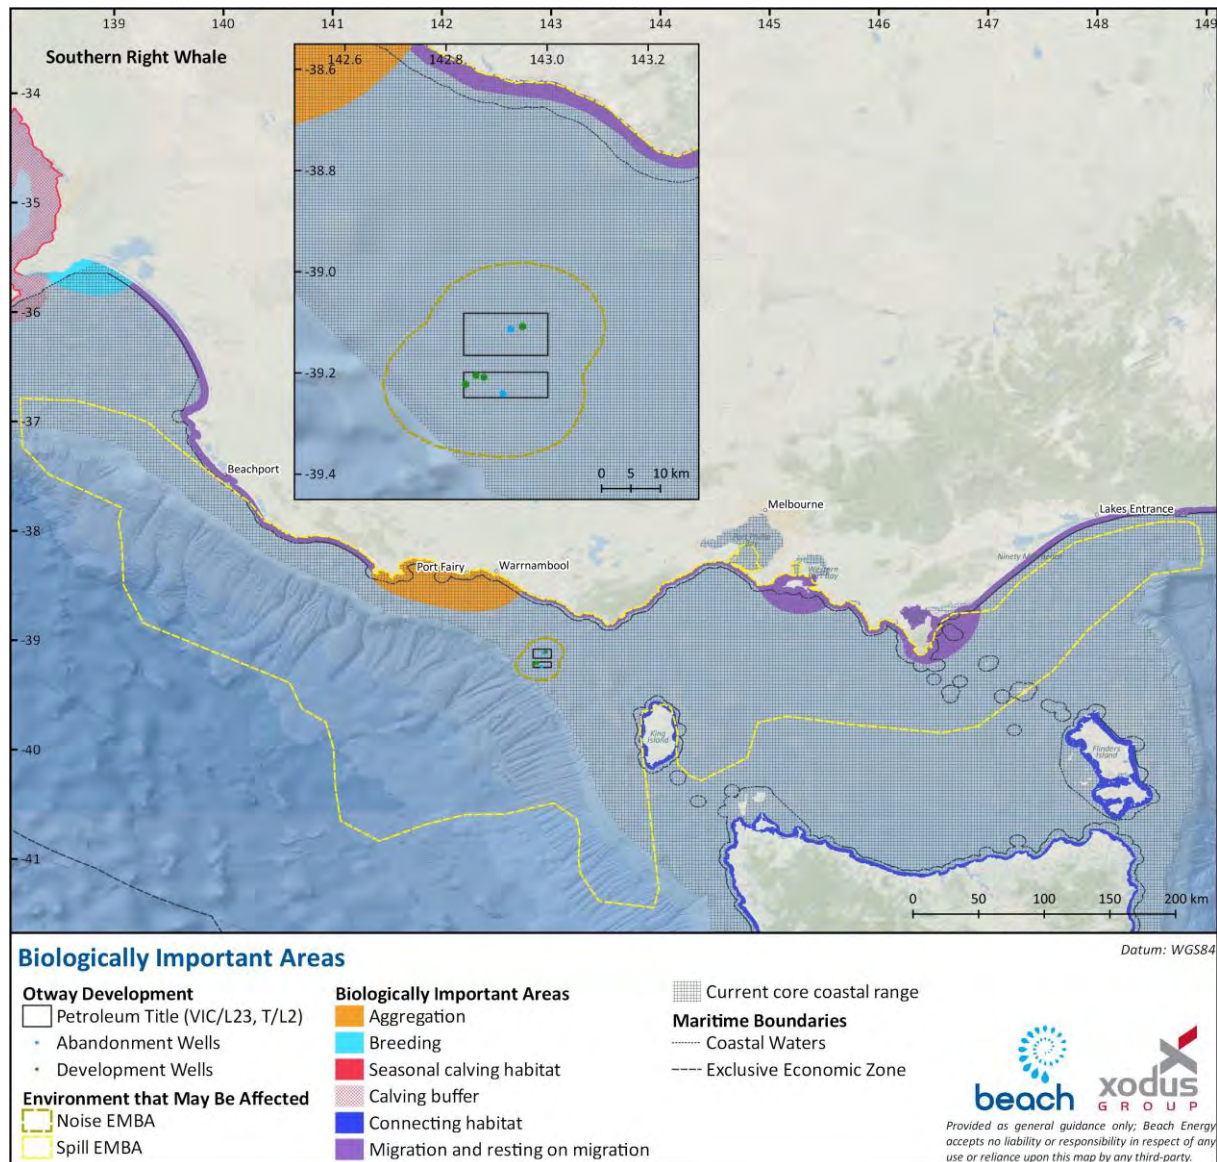 139 140 141 142 143 144 145 146 147 148 149
Southern Right Whale
142.6 142.8 143.0 143.2
-38.6
-38.8
-39.0
-39.2
-39.4
0 5 10 km
-34
-35
-36
-37
-38
-39
-40
-41
Beachport
Port Fairy
Warrnambool
Melbourne
Lakes Entrance
King
Island
Flinders
Island
0 50 100 150 200 km
Biologically Important Areas
Datum: WGS84
Otway Development
Petroleum Title (VIC/L23, T/L2)
Abandonment Wells
Development Wells
Environment that May Be Affected
Noise EMBA
Spill EMBA
Biologically Important Areas
Aggregation
Breeding
Seasonal calving habitat
Calving buffer
Connecting habitat
Migration and resting on migration
Current core coastal range
Maritime Boundaries
Coastal Waters
Exclusive Economic Zone
beach
xodus
GROUP
Provided as general guidance only; Beach Energy
accepts no liability or responsibility in respect of any
use or reliance upon this map by any third-party.